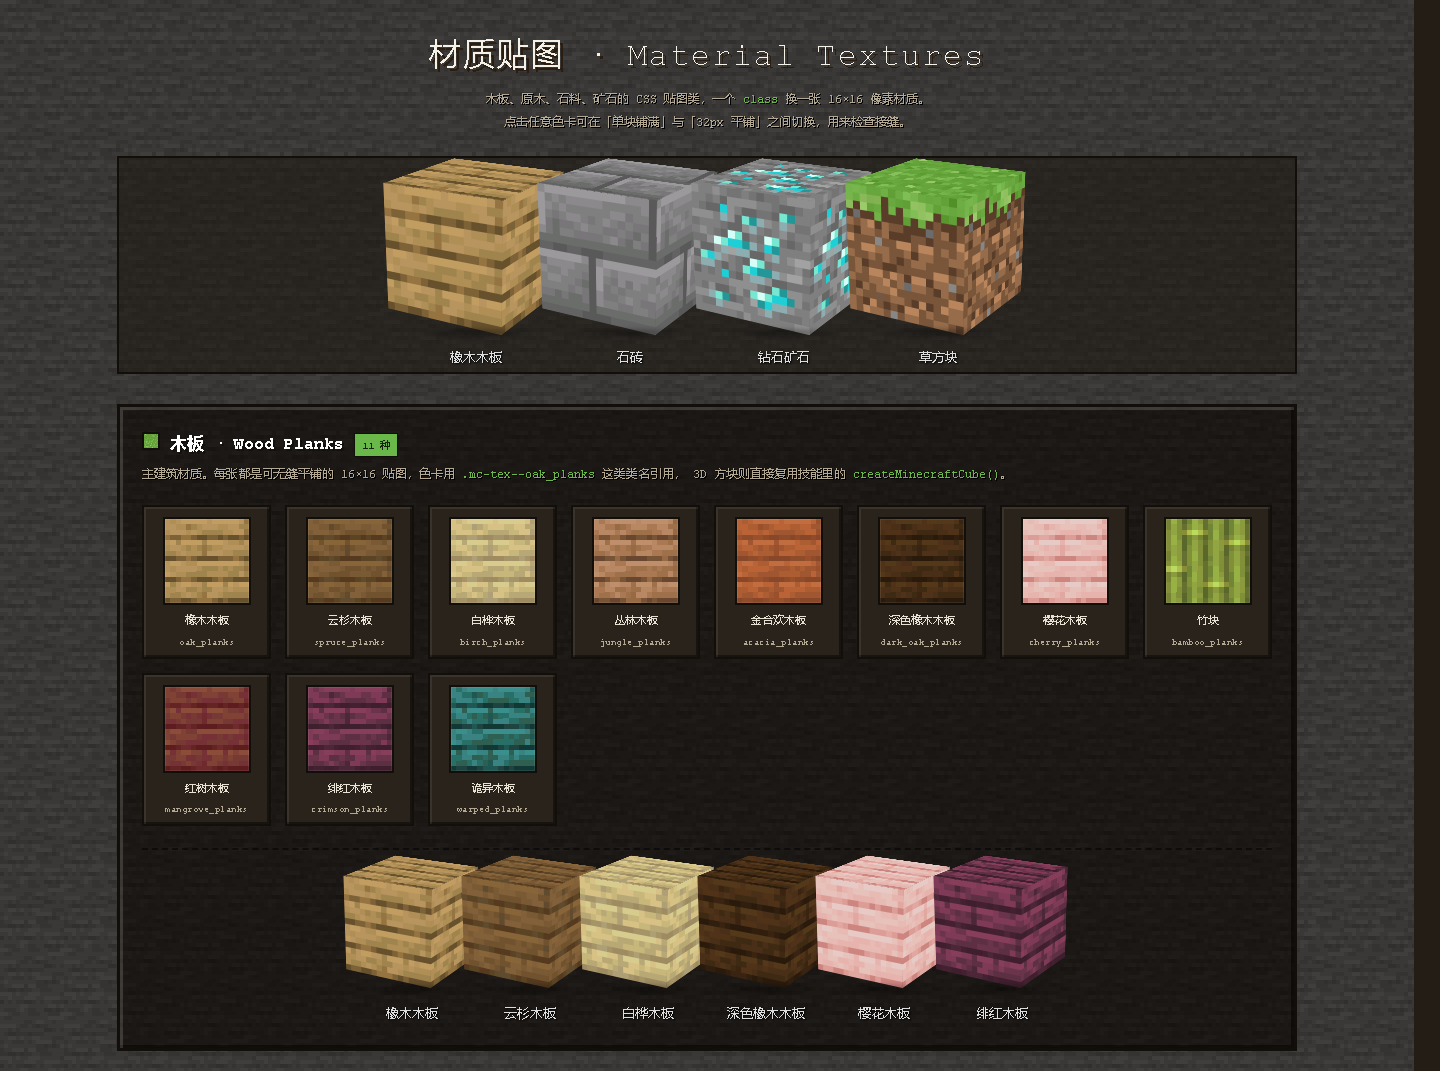 材质贴图 · Material Textures
木板、原木、石料、矿石的 CSS 贴图类，一个 class 换一张 16×16 像素材质。
点击任意色卡可在「单块铺满」与「32px 平铺」之间切换，用来检查接缝。
橡木木板 石砖 钻石矿石 草方块
木板 · Wood Planks 11 种
主建筑材质。每张都是可无缝平铺的 16×16 贴图，色卡用 .mc-tex--oak_planks 这类类名引用， 3D 方块则直接复用技能里的 createMinecraftCube()。
橡木木板 云杉木板 白桦木板 丛林木板 金合欢木板 深色橡木木板 樱花木板 竹块
oak_planks spruce_planks birch_planks jungle_planks acacia_planks dark_oak_planks cherry_planks bamboo_planks
红树木板 绯红木板 诡异木板
mangrove_planks crimson_planks warped_planks
橡木木板 云杉木板 白桦木板 深色橡木木板 樱花木板 绯红木板